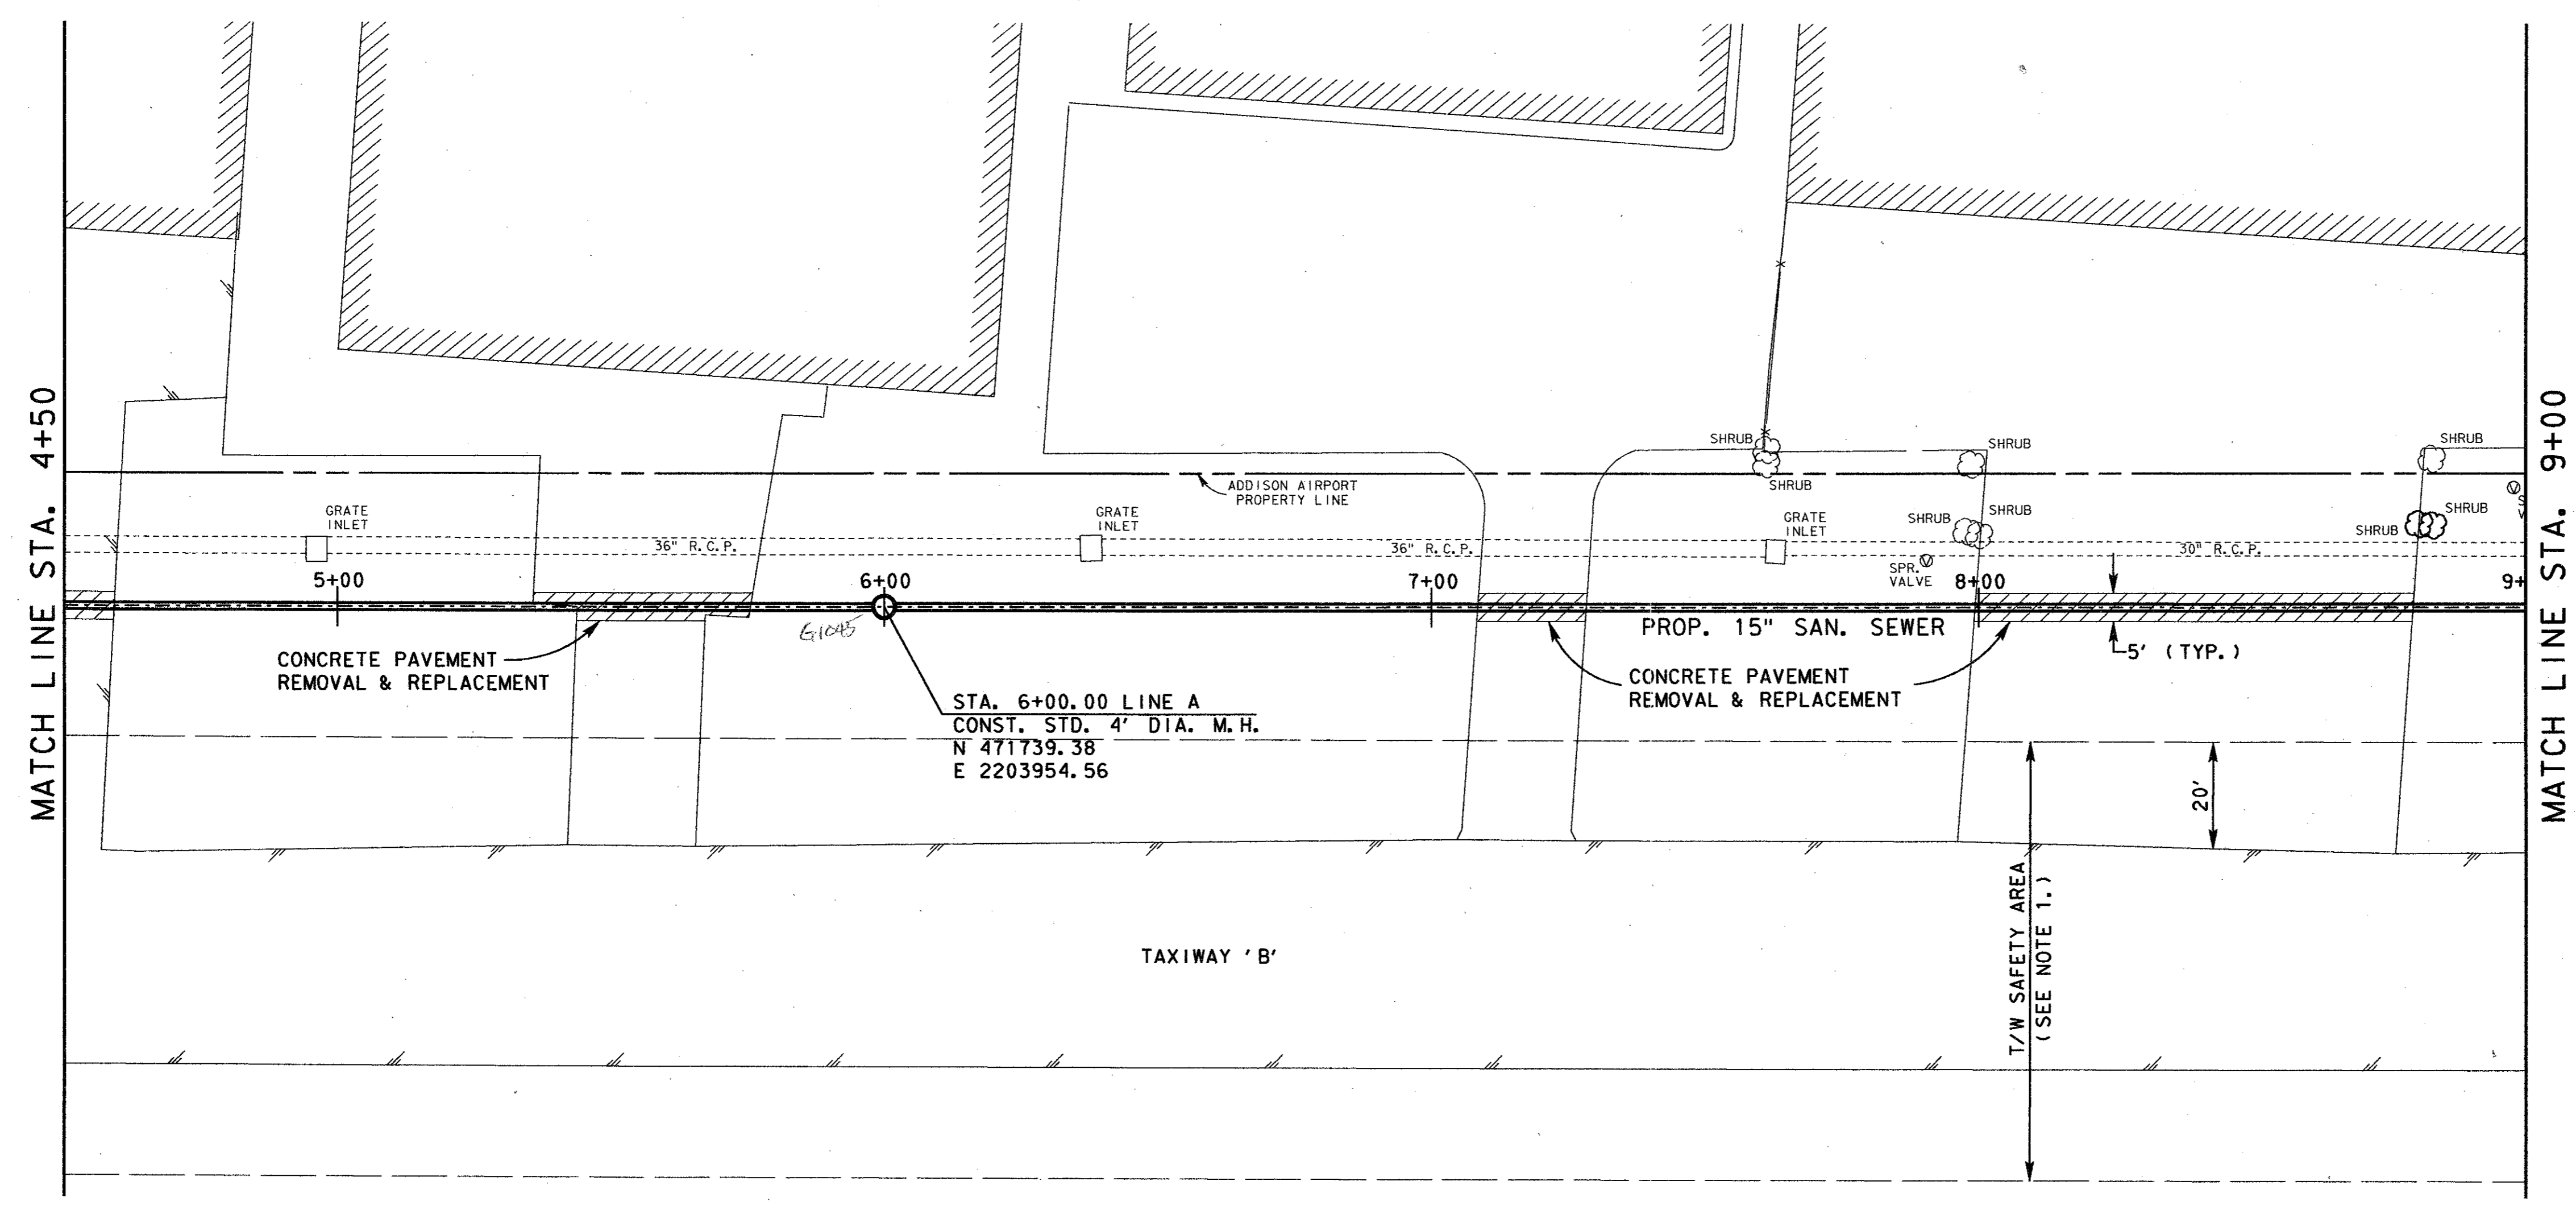 MATCH LINE STA. 4+50
MATCH LINE STA. 9+00
SHRUB
SHRUB
SHRUB
SHRUB
ADDISON AIRPORT
PROPERTY LINE
GRATE
INLET
GRATE
INLET
GRATE
INLET
SHRUB
SHRUB
SHRUB
SHRUB
S
V
36" R.C.P.
36" R.C.P.
30" R.C.P.
SPR.
VALVE
5+00
6+00
7+00
8+00
9+
G1045
PROP. 15" SAN. SEWER
5' (TYP.)
CONCRETE PAVEMENT
REMOVAL & REPLACEMENT
CONCRETE PAVEMENT
REMOVAL & REPLACEMENT
STA. 6+00.00 LINE A
CONST. STD. 4' DIA. M.H.
N 471739.38
E 2203954.56
20'
T/W SAFETY AREA
(SEE NOTE 1.)
TAXIWAY 'B'